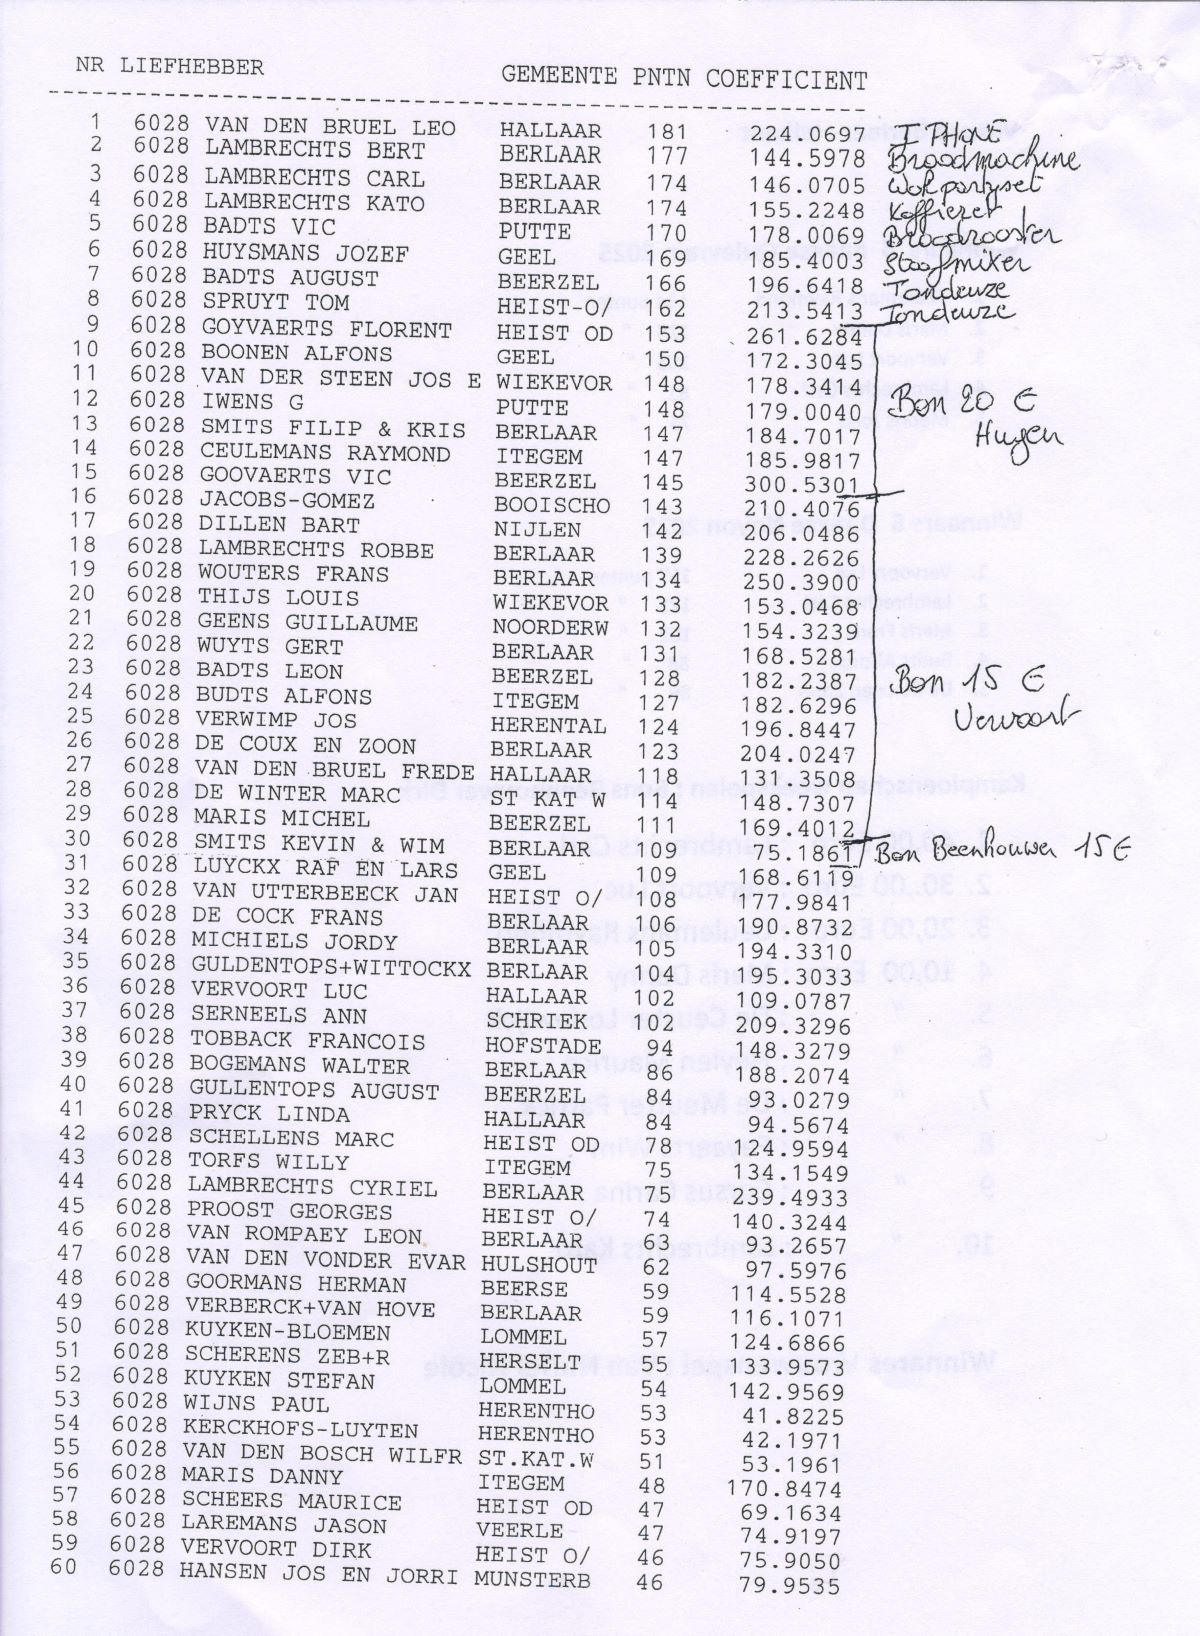 NR LIEFHEBBER GEMEENTE PNTN COEFFICIENT
1 6028 VAN DEN BRUEL LEO HALLAAR 181 224.0697 IPHONE
2 6028 LAMBRECHTS BERT BERLAAR 177 144.5978 Broodmachine
3 6028 LAMBRECHTS CARL BERLAAR 174 146.0705 Wokpartyset
4 6028 LAMBRECHTS KATO BERLAAR 174 155.2248 Koffiezet
5 6028 BADTS VIC PUTTE 170 178.0069 Broodrooster
6 6028 HUYSMANS JOZEF GEEL 169 185.4003 Staafmixer
7 6028 BADTS AUGUST BEERZEL 166 196.6418 Tondeuze
8 6028 SPRUYT TOM HEIST-O/ 162 213.5413 Tondeuze
9 6028 GOYVAERTS FLORENT HEIST OD 153 261.6284
10 6028 BOONEN ALFONS GEEL 150 172.3045
11 6028 VAN DER STEEN JOS E WIEKEVOR 148 178.3414
12 6028 IWENS G PUTTE 148 179.0040 Bon 20 €
13 6028 SMITS FILIP & KRIS BERLAAR 147 184.7017 Huyen
14 6028 CEULEMANS RAYMOND ITEGEM 147 185.9817
15 6028 GOOVAERTS VIC BEERZEL 145 300.5301
16 6028 JACOBS-GOMEZ BOOISCHO 143 210.4076
17 6028 DILLEN BART NIJLEN 142 206.0486
18 6028 LAMBRECHTS ROBBE BERLAAR 139 228.2626
19 6028 WOUTERS FRANS BERLAAR 134 250.3900
20 6028 THIJS LOUIS WIEKEVOR 133 153.0468
21 6028 GEENS GUILLAUME NOORDERW 132 154.3239
22 6028 WUYTS GERT BERLAAR 131 168.5281
23 6028 BADTS LEON BEERZEL 128 182.2387 Bon 15 €
24 6028 BUDTS ALFONS ITEGEM 127 182.6296 Vervoort
25 6028 VERWIMP JOS HERENTAL 124 196.8447
26 6028 DE COUX EN ZOON BERLAAR 123 204.0247
27 6028 VAN DEN BRUEL FREDE HALLAAR 118 131.3508
28 6028 DE WINTER MARC ST KAT W 114 148.7307
29 6028 MARIS MICHEL BEERZEL 111 169.4012
30 6028 SMITS KEVIN & WIM BERLAAR 109 75.1861 Bon Beenhouwer 15€
31 6028 LUYCKX RAF EN LARS GEEL 109 168.6119
32 6028 VAN UTTERBEECK JAN HEIST O/ 108 177.9841
33 6028 DE COCK FRANS BERLAAR 106 190.8732
34 6028 MICHIELS JORDY BERLAAR 105 194.3310
35 6028 GULDENTOPS+WITTOCKX BERLAAR 104 195.3033
36 6028 VERVOORT LUC HALLAAR 102 109.0787
37 6028 SERNEELS ANN SCHRIEK 102 209.3296
38 6028 TOBBACK FRANCOIS HOFSTADE 94 148.3279
39 6028 BOGEMANS WALTER BERLAAR 86 188.2074
40 6028 GULLENTOPS AUGUST BEERZEL 84 93.0279
41 6028 PRYCK LINDA HALLAAR 84 94.5674
42 6028 SCHELLENS MARC HEIST OD 78 124.9594
43 6028 TORFS WILLY ITEGEM 75 134.1549
44 6028 LAMBRECHTS CYRIEL BERLAAR 75 239.4933
45 6028 PROOST GEORGES HEIST O/ 74 140.3244
46 6028 VAN ROMPAEY LEON BERLAAR 63 93.2657
47 6028 VAN DEN VONDER EVAR HULSHOUT 62 97.5976
48 6028 GOORMANS HERMAN BEERSE 59 114.5528
49 6028 VERBERCK+VAN HOVE BERLAAR 59 116.1071
50 6028 KUYKEN-BLOEMEN LOMMEL 57 124.6866
51 6028 SCHERENS ZEB+R HERSELT 55 133.9573
52 6028 KUYKEN STEFAN LOMMEL 54 142.9569
53 6028 WIJNS PAUL HERENTHO 53 41.8225
54 6028 KERCKHOFS-LUYTEN HERENTHO 53 42.1971
55 6028 VAN DEN BOSCH WILFR ST.KAT.W 51 53.1961
56 6028 MARIS DANNY ITEGEM 48 170.8474
57 6028 SCHEERS MAURICE HEIST OD 47 69.1634
58 6028 LAREMANS JASON VEERLE 47 74.9197
59 6028 VERVOORT DIRK HEIST O/ 46 75.9050
60 6028 HANSEN JOS EN JORRI MUNSTERB 46 79.9535